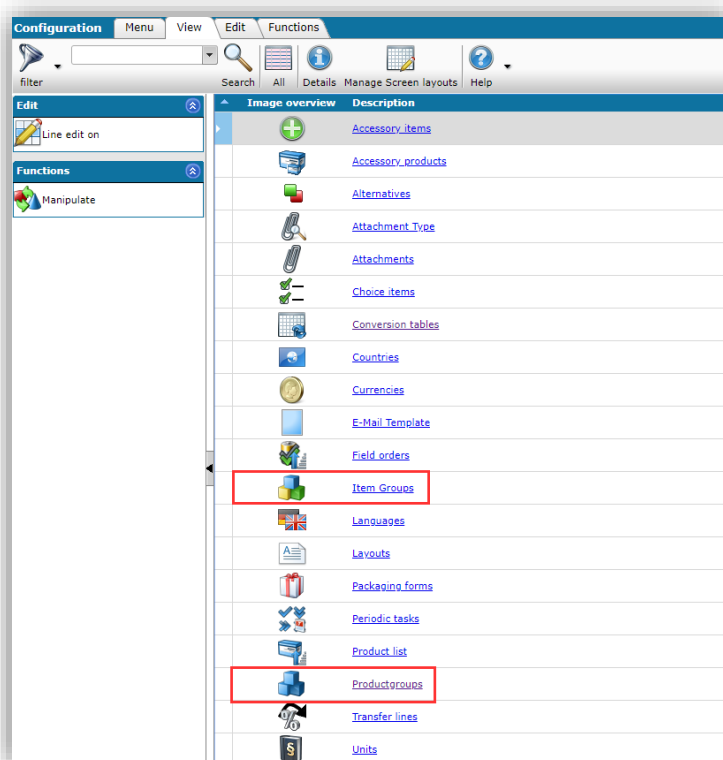 Configuration Menu View Edit Functions
filter Search All Details Manage Screen layouts Help
Edit
Line edit on
Functions
Manipulate
Image overview Description
Accessory items
Accessory products
Alternatives
Attachment Type
Attachments
Choice items
Conversion tables
Countries
Currencies
E-Mail Template
Field orders
Item Groups
Languages
Layouts
Packaging forms
Periodic tasks
Product list
Productgroups
Transfer lines
Units